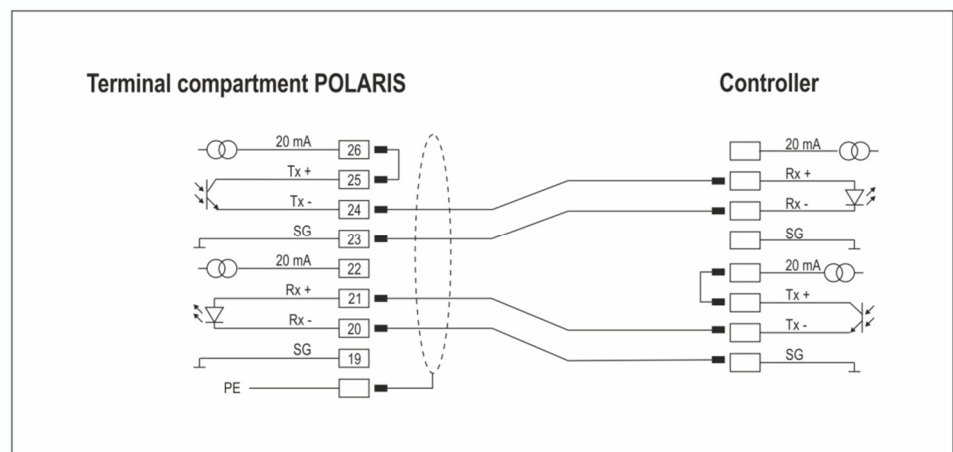 Terminal compartment POLARIS
Controller
20 mA 26
Tx + 25
Tx - 24
SG 23
20 mA 22
Rx + 21
Rx - 20
SG 19
PE
20 mA
Rx +
Rx -
SG
20 mA
Tx +
Tx -
SG